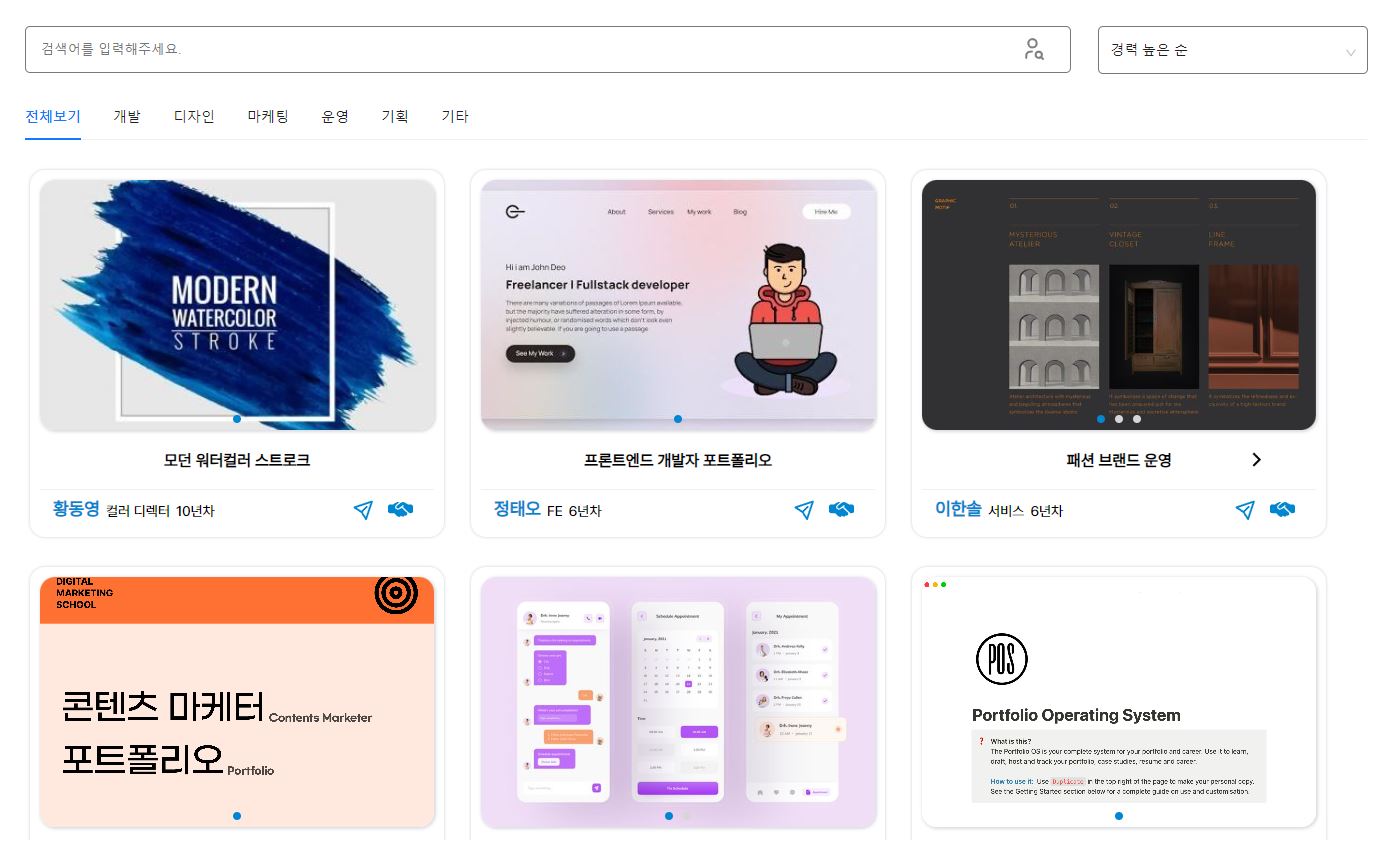 검색어를 입력해주세요.
경력 높은 순
전체보기 개발 디자인 마케팅 운영 기획 기타
MODERN
WATERCOLOR
STROKE
모던 워터컬러 스트로크
황동영 컬러 디렉터 10년차
About Services My work Blog Hire Me
Hi i am John Deo
Freelancer | Fullstack developer
There are many variations of passages of Lorem Ipsum available,
but the majority have suffered alteration in some form, by
injected humour, or randomised words which don't look even
slightly believable. If you are going to use a passage
See My Work
프론트엔드 개발자 포트폴리오
정태오 FE 6년차
GRAPHIC
MOTIF
01. 02. 03.
MYSTERIOUS
ATELIER
VINTAGE
CLOSET
LINE
FRAME
패션 브랜드 운영
이한솔 서비스 6년차
DIGITAL
MARKETING
SCHOOL
콘텐츠 마케터 Contents Marketer
포트폴리오 Portfolio
Schedule Appointment
January, 2021
Time
My Appointment
January, 2021
POS
Portfolio Operating System
What is this?
The Portfolio OS is your complete system for your portfolio and career. Use it to learn,
draft, host and track your portfolio, case studies, resume and career.
How to use it: Use Duplicate in the top right of the page to make your personal copy.
See the Getting Started section below for a complete guide on use and customisation.